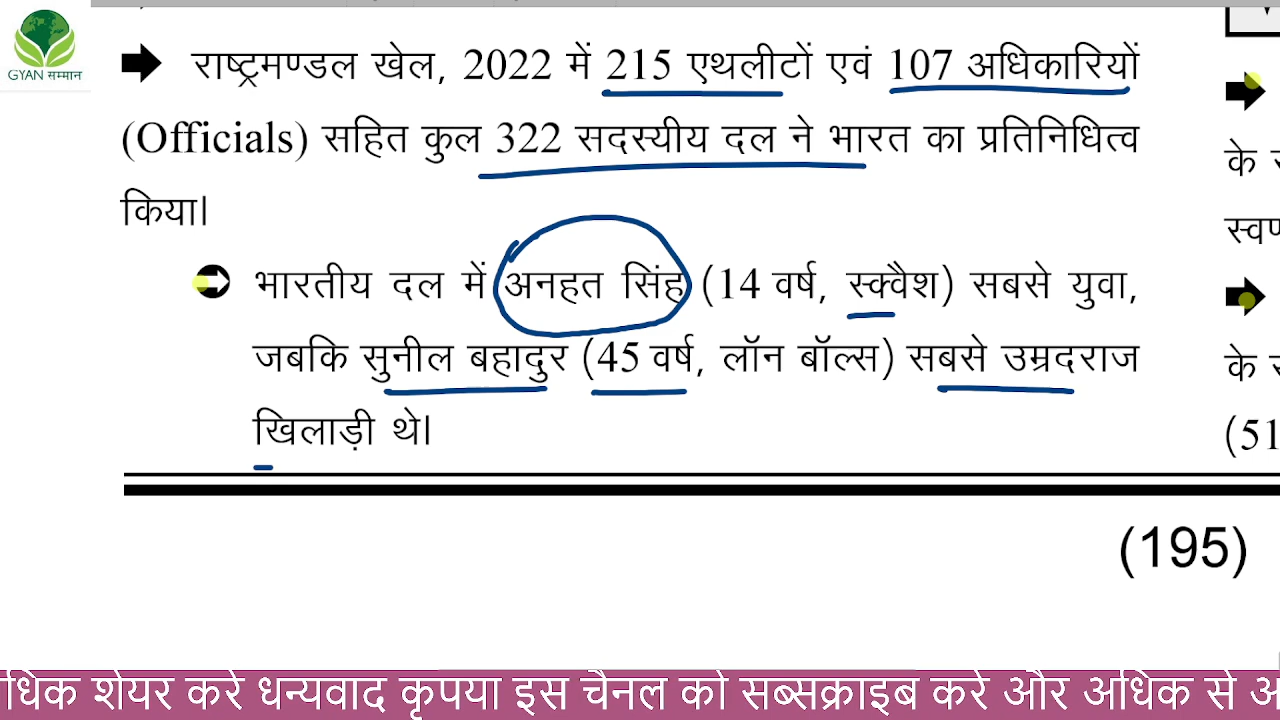 GYAN सम्मान
राष्ट्रमण्डल खेल, 2022 में 215 एथलीटों एवं 107 अधिकारियों
(Officials) सहित कुल 322 सदस्यीय दल ने भारत का प्रतिनिधित्व
किया।
भारतीय दल में अनहत सिंह (14 वर्ष, स्क्वैश) सबसे युवा,
जबकि सुनील बहादुर (45 वर्ष, लॉन बॉल्स) सबसे उम्रदराज
खिलाड़ी थे।
के
स्वण
के
(51
(195)
धिक शेयर करे धन्यवाद कृपया इस चैनल को सब्सक्राइब करे और अधिक से अ